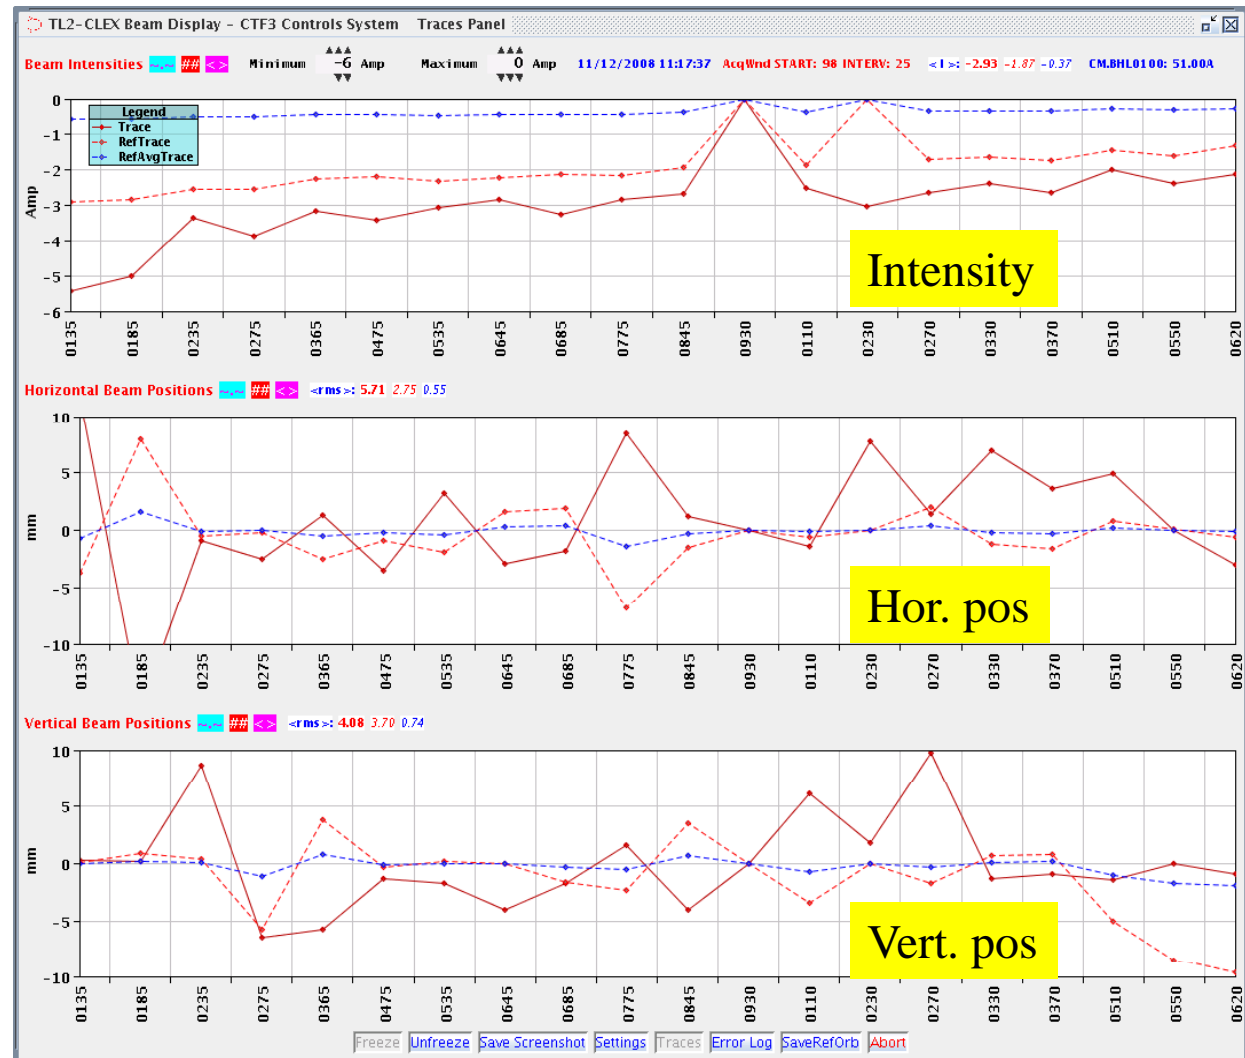 TL2-CLEX Beam Display - CTF3 Controls System Traces Panel
Beam Intensities ~.~ ## <> Minimum -6 Amp Maximum 0 Amp 11/12/2008 11:17:37 AcqWnd START: 98 INTERV: 25 <I>: -2.93 -1.87 -0.37 CM.BHL0100: 51.00A
0
-1
-2
-3
-4
-5
-6
Amp
Legend
Trace
RefTrace
RefAvgTrace
Intensity
0135 0185 0235 0275 0365 0475 0535 0645 0685 0775 0845 0930 0110 0230 0270 0330 0370 0510 0550 0620
Horizontal Beam Positions ~.~ ## <> <rms>: 5.71 2.75 0.55
10
5
0
-5
-10
mm
Hor. pos
0135 0185 0235 0275 0365 0475 0535 0645 0685 0775 0845 0930 0110 0230 0270 0330 0370 0510 0550 0620
Vertical Beam Positions ~.~ ## <> <rms>: 4.08 3.70 0.74
10
5
0
-5
-10
mm
Vert. pos
0135 0185 0235 0275 0365 0475 0535 0645 0685 0775 0845 0930 0110 0230 0270 0330 0370 0510 0550 0620
Freeze Unfreeze Save Screenshot Settings Traces Error Log SaveRefOrb Abort